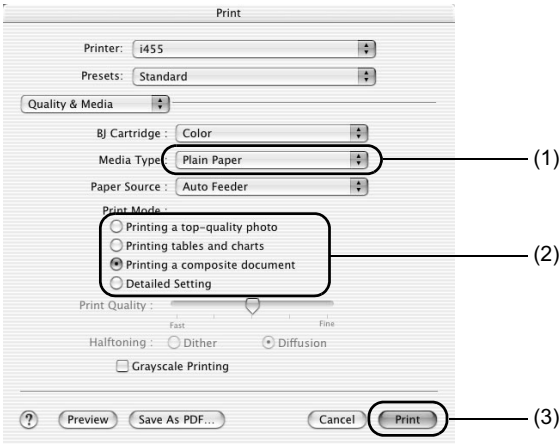 Print
Printer: i455
Presets: Standard
Quality & Media
BJ Cartridge : Color
Media Type : Plain Paper (1)
Paper Source : Auto Feeder
Print Mode :
Printing a top-quality photo
Printing tables and charts (2)
Printing a composite document
Detailed Setting
Print Quality :
Fast Fine
Halftoning : Dither Diffusion
Grayscale Printing
? Preview Save As PDF... Cancel Print (3)